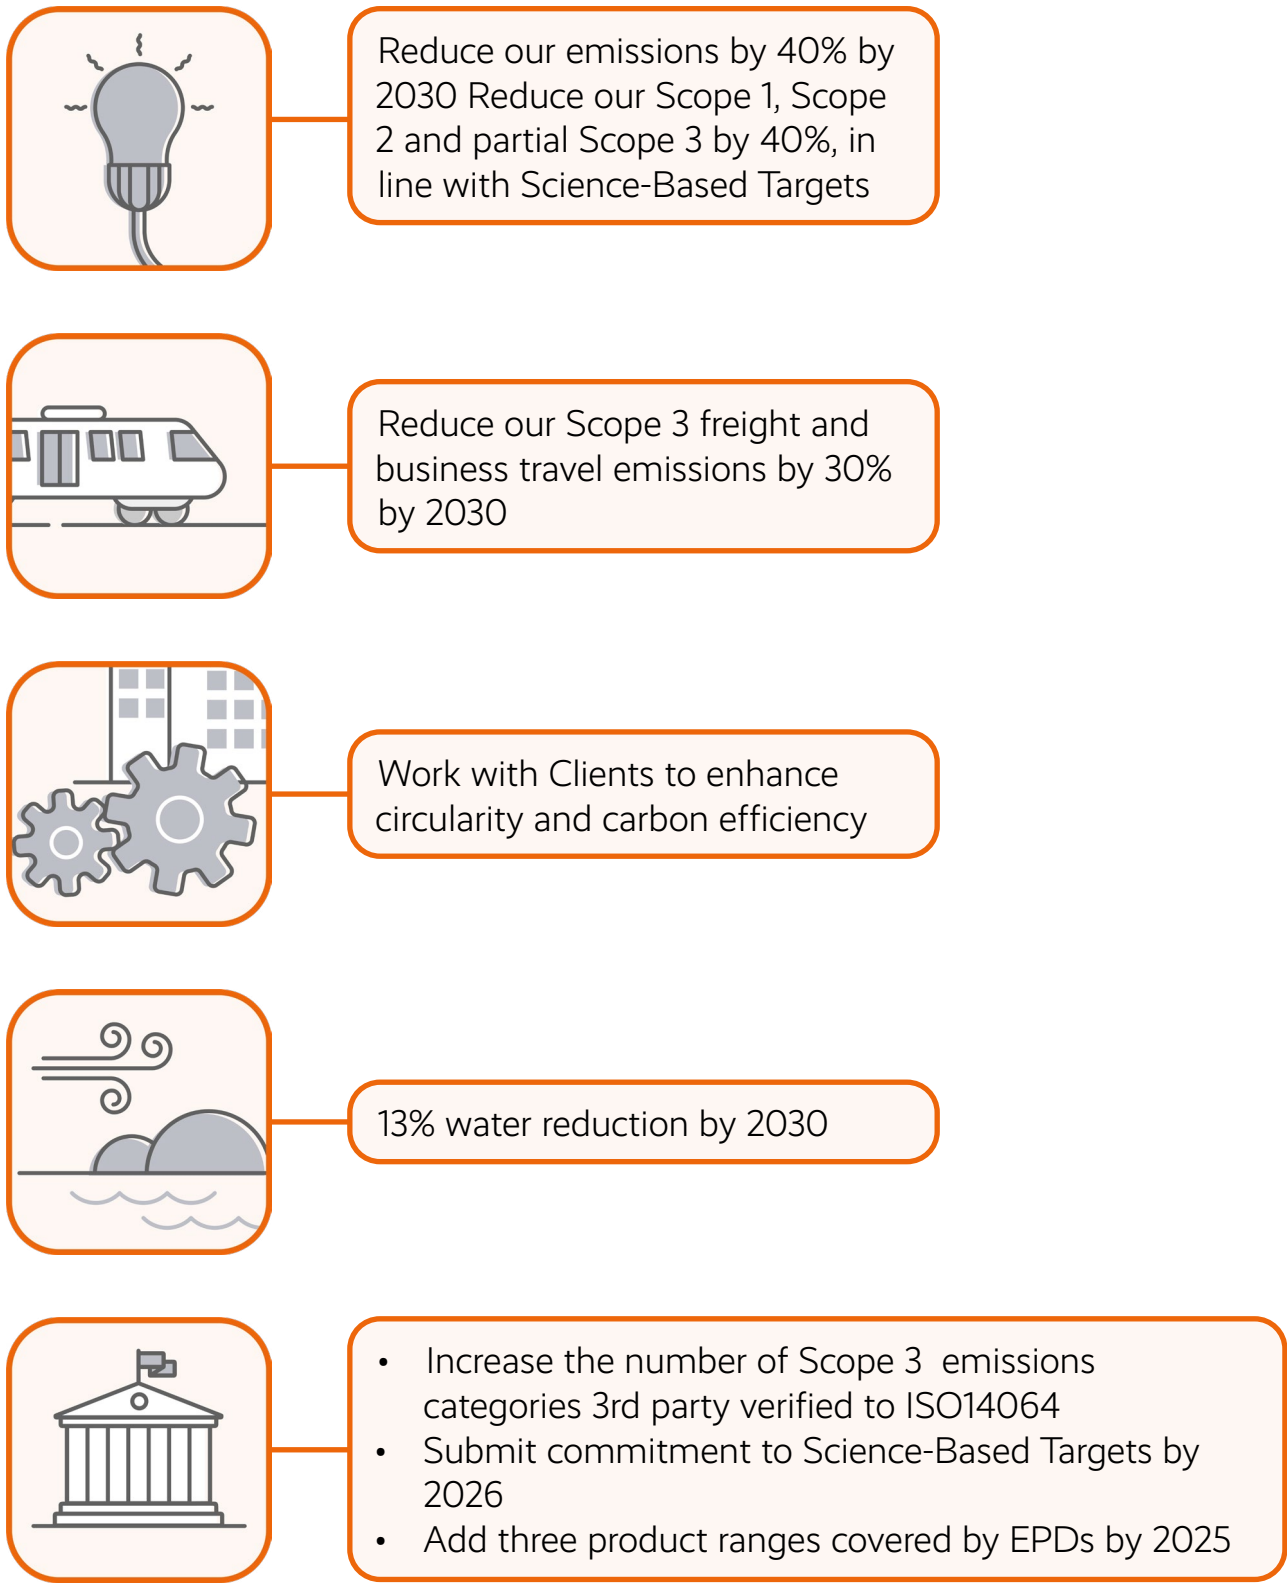 Reduce our emissions by 40% by
2030 Reduce our Scope 1, Scope
2 and partial Scope 3 by 40%, in
line with Science-Based Targets
Reduce our Scope 3 freight and
business travel emissions by 30%
by 2030
Work with Clients to enhance
circularity and carbon efficiency
13% water reduction by 2030
• Increase the number of Scope 3 emissions
categories 3rd party verified to ISO14064
• Submit commitment to Science-Based Targets by
2026
• Add three product ranges covered by EPDs by 2025